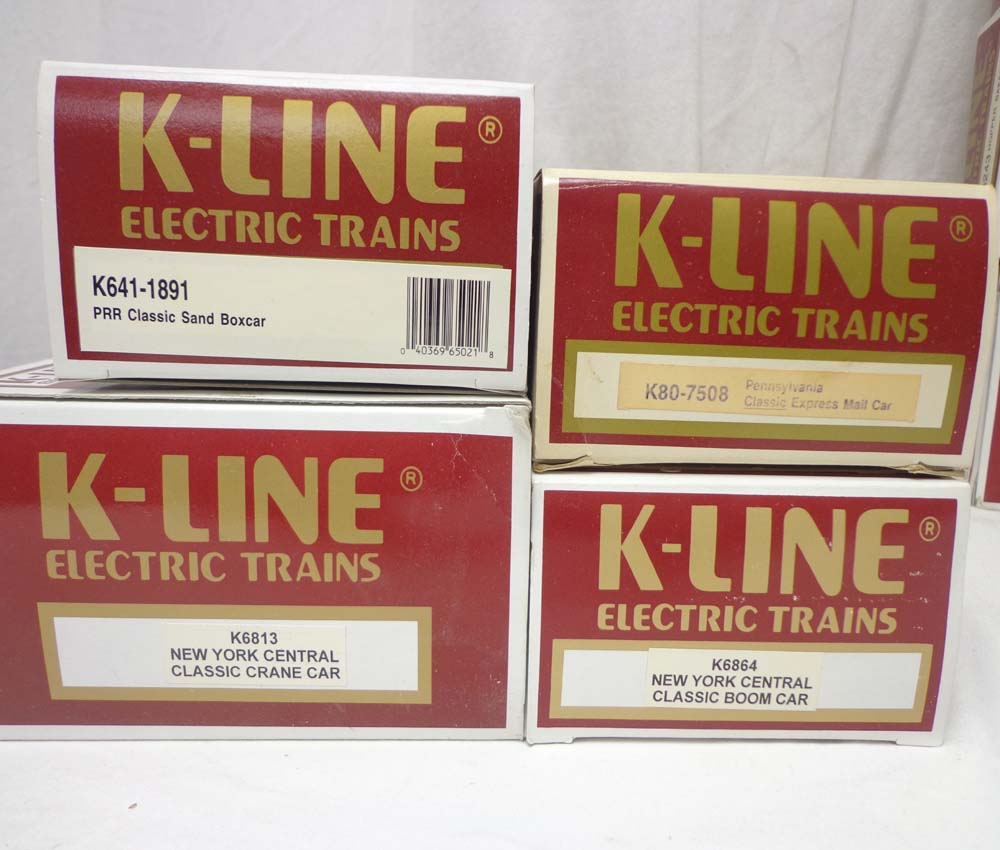 K-LINE®
ELECTRIC TRAINS
K641-1891
PRR Classic Sand Boxcar
0 40369 65021 8
K-LINE®
ELECTRIC TRAINS
K80-7508 Pennsylvania
Classic Express Mail Car
K-LINE®
ELECTRIC TRAINS
K6813
NEW YORK CENTRAL
CLASSIC CRANE CAR
K-LINE®
ELECTRIC TRAINS
K6864
NEW YORK CENTRAL
CLASSIC BOOM CAR